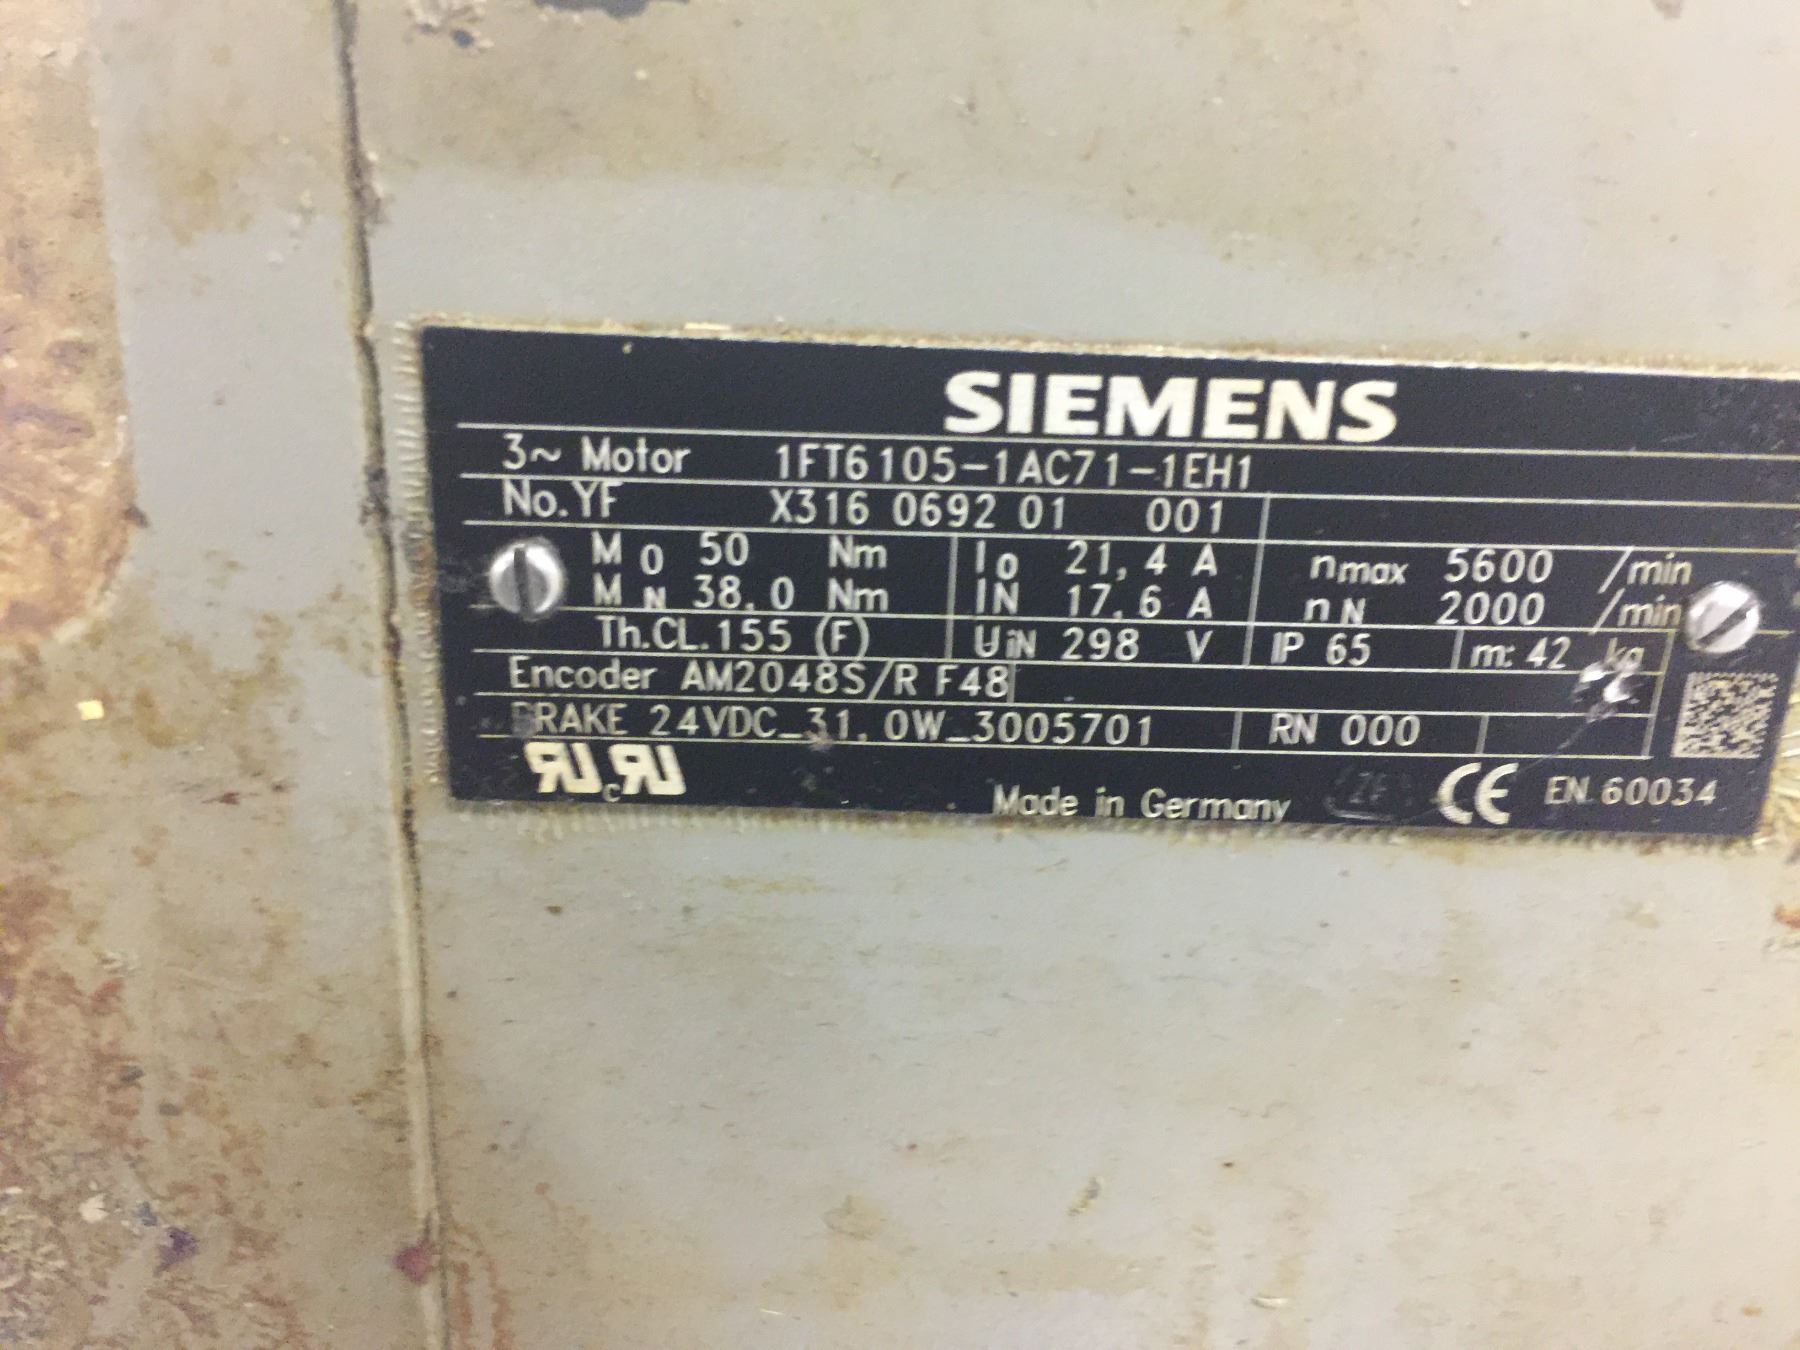 SIEMENS
3~ Motor 1FT6105-1AC71-1EH1
No.YF X316 0692 01 001
M0 50 Nm I0 21,4 A nmax 5600 /min
MN 38,0 Nm IN 17,6 A nN 2000 /min
Th.CL.155 (F) UiN 298 V IP 65 m: 42 kg
Encoder AM2048S/R F48
BRAKE 24VDC_31,0W_3005701 RN 000
Made in Germany CE EN 60034